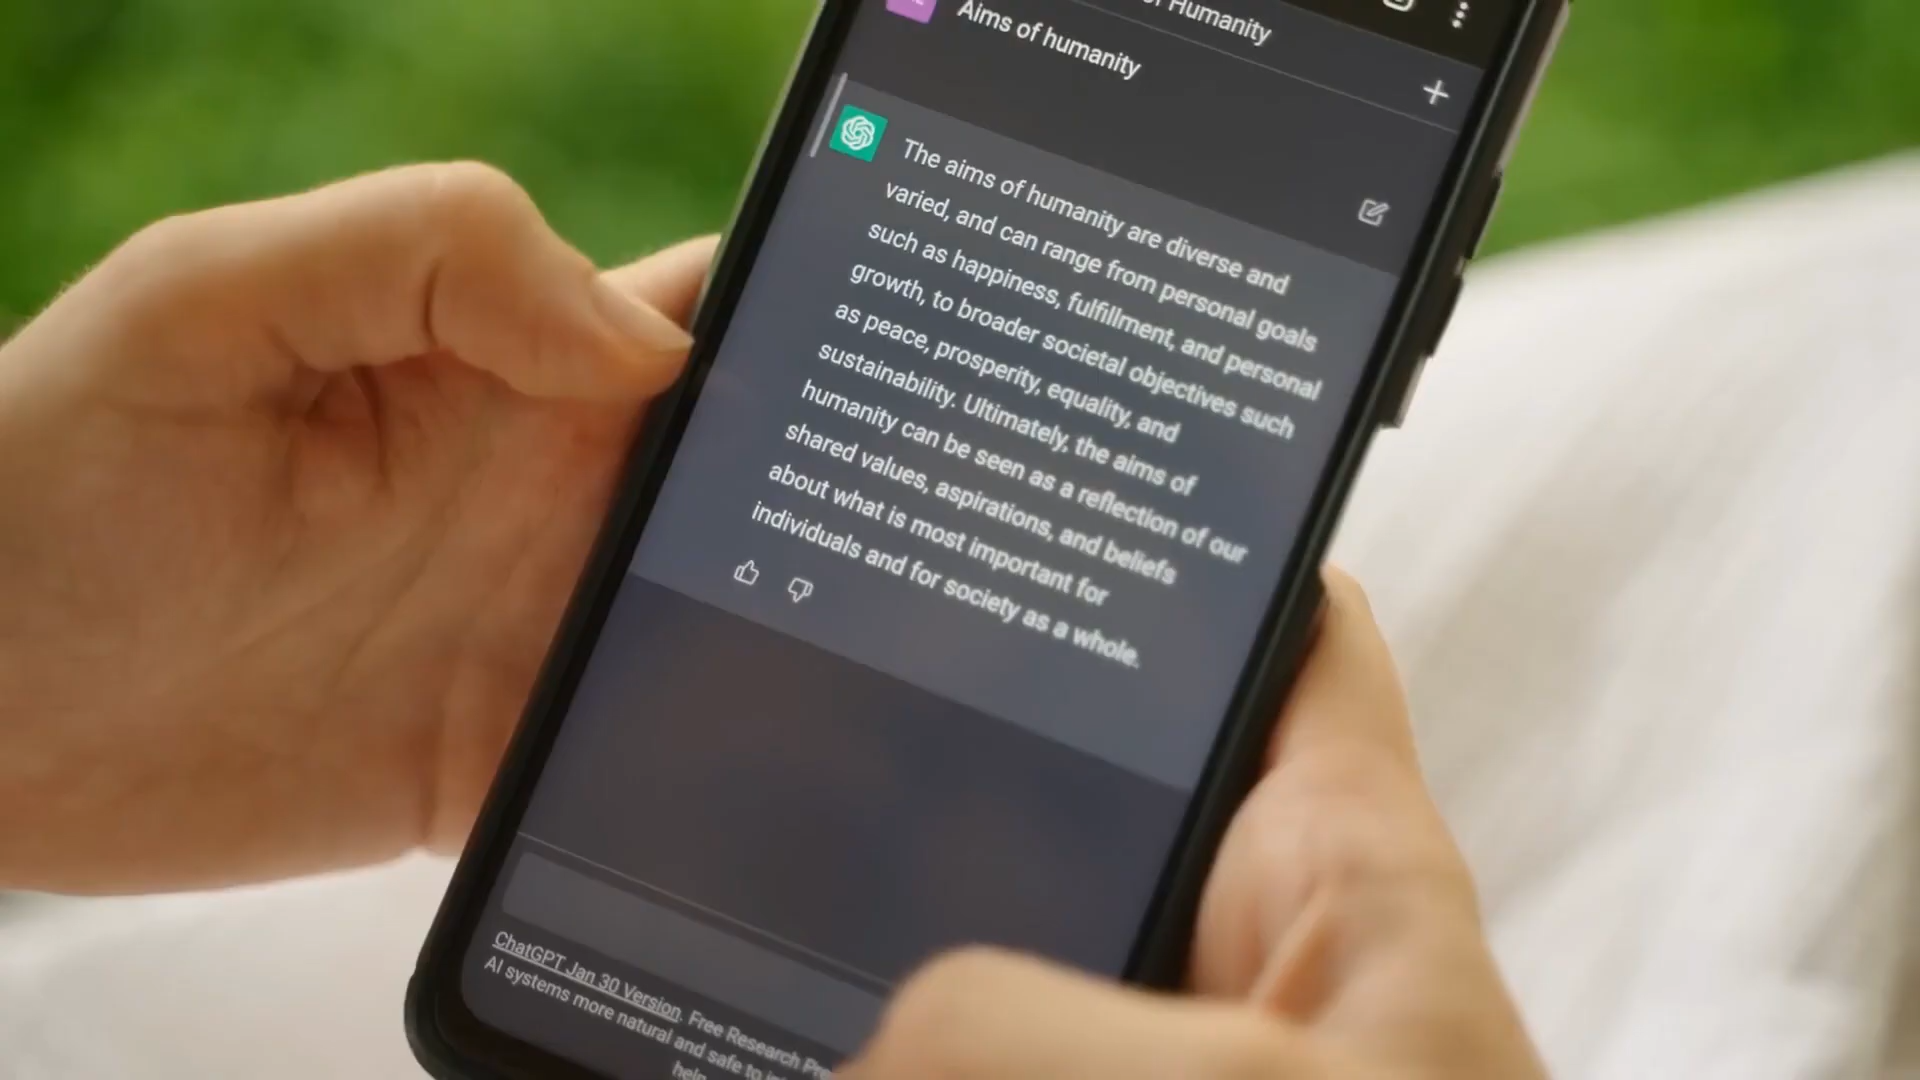 of Humanity
Aims of humanity
The aims of humanity are diverse and
varied, and can range from personal goals
such as happiness, fulfillment, and personal
growth, to broader societal objectives such
as peace, prosperity, equality, and
sustainability. Ultimately, the aims of
humanity can be seen as a reflection of our
shared values, aspirations, and beliefs
about what is most important for
individuals and for society as a whole.
ChatGPT Jan 30 Version. Free Research
AI systems more natural and safe to